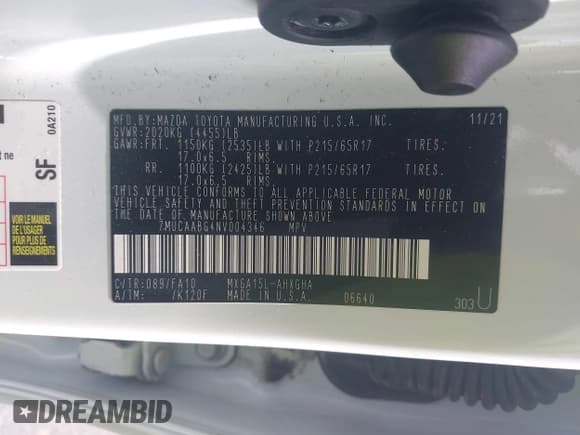 MFD.BY:MAZDA TOYOTA MANUFACTURING U.S.A. INC. 11/21
GVWR:2020KG (4455)LB
GAWR:FRT. 1150KG (2535)LB WITH P215/65R17 TIRES.
17.0x6.5 RIMS.
RR. 1100KG (2425)LB WITH P215/65R17 TIRES.
17.0x6.5 RIMS.
THIS VEHICLE CONFORMS TO ALL APPLICABLE FEDERAL MOTOR
VEHICLE SAFETY AND THEFT PREVENTION STANDARDS IN EFFECT ON
THE DATE OF MANUFACTURE SHOWN ABOVE.
7MUCAABG4NV004346 MPV
C/TR:089/FA10 MXGA15L-AHXGHA
A/TM: /K120F MADE IN U.S.A. D6640 303U
0A210
SF
nt ne
VOIR LE MANUEL
DE L'USAGER
POUR PLUS DE
RENSEIGNEMENTS
DREAMBID